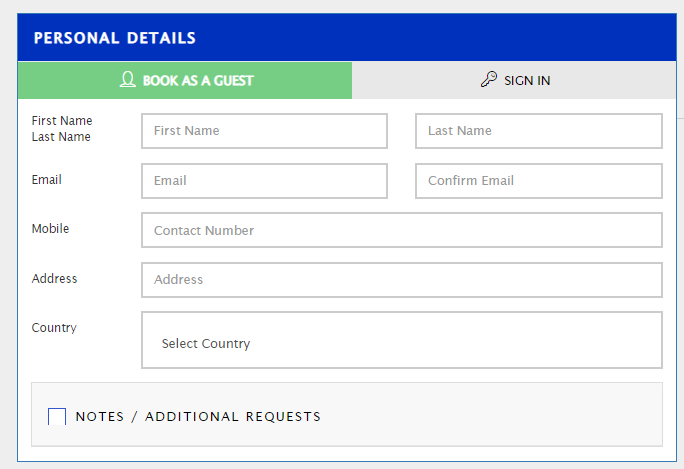 PERSONAL DETAILS
BOOK AS A GUEST
SIGN IN
First Name
Last Name
First Name
Last Name
Email
Email
Confirm Email
Mobile
Contact Number
Address
Address
Country
Select Country
NOTES / ADDITIONAL REQUESTS